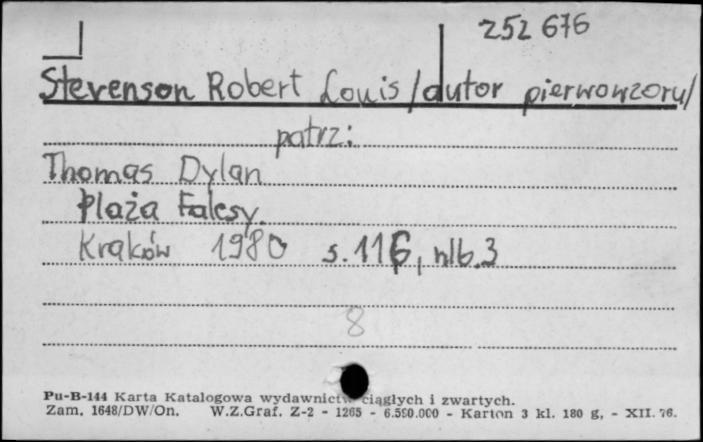 252 676
Stevenson Robert Louis /autor pierwowzoru/
patrz:
Thomas Dylan
Plaża Falesy
Kraków 1980 s. 116, nlb. 3
8
Pu-B-144 Karta Katalogowa wydawnictw ciągłych i zwartych.
Zam. 1648/DW/On. W.Z.Graf. Z-2 - 1265 - 6.550.000 - Karton 3 kl. 180 g. - XII. 76.